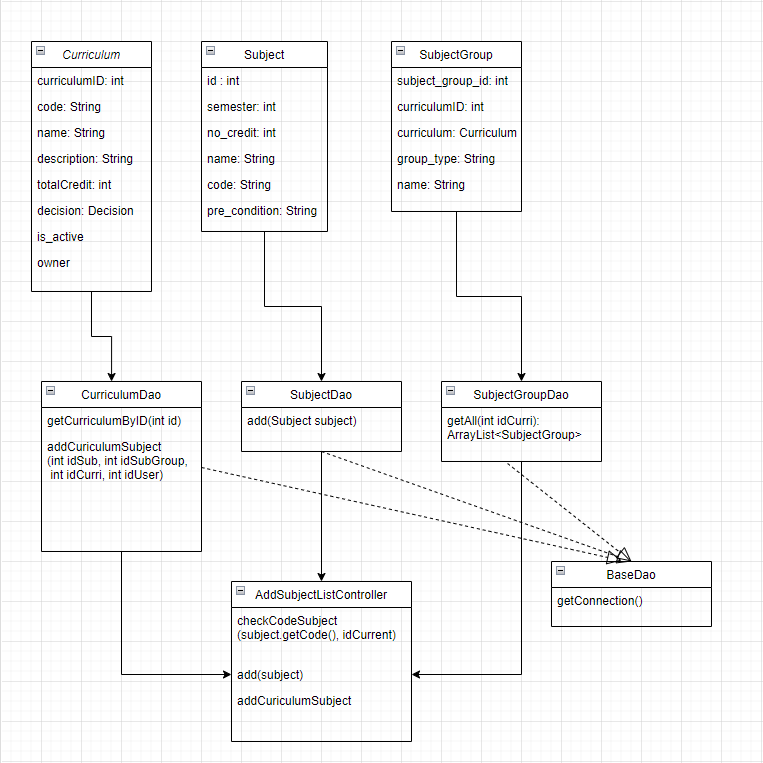 Curriculum
curriculumID: int
code: String
name: String
description: String
totalCredit: int
decision: Decision
is_active
owner
Subject
id : int
semester: int
no_credit: int
name: String
code: String
pre_condition: String
SubjectGroup
subject_group_id: int
curriculumID: int
curriculum: Curriculum
group_type: String
name: String
CurriculumDao
getCurriculumByID(int id)
addCuriculumSubject
(int idSub, int idSubGroup,
int idCurri, int idUser)
SubjectDao
add(Subject subject)
SubjectGroupDao
getAll(int idCurri):
ArrayList<SubjectGroup>
BaseDao
getConnection()
AddSubjectListController
checkCodeSubject
(subject.getCode(), idCurrent)
add(subject)
addCuriculumSubject